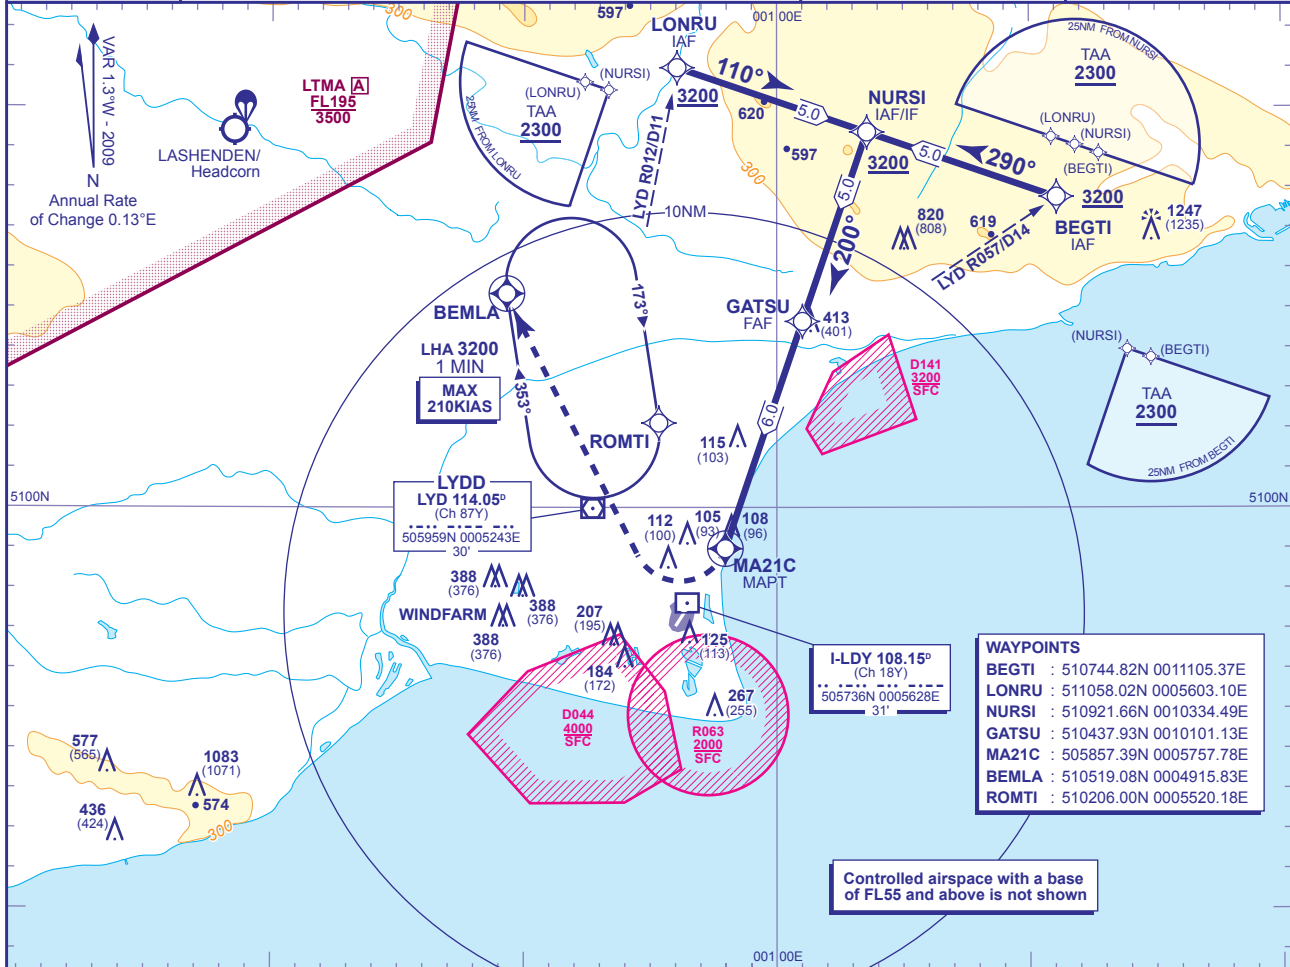 001'00E
597
300
LONRU
IAF
3200
110°
5.0
620
597
300
VAR 1.3°W - 2009
N
Annual Rate
of Change 0.13°E
LASHENDEN/
Headcorn
LTMA A
FL195
3500
(NURSI)
(LONRU)
TAA
2300
25NM FROM LONRU
LYD R012/D11
10NM
NURSI
IAF/IF
3200
5.0
290°
3200
BEGTI
IAF
5.0
200°
820
(808)
619
LYD R057/D14
1247
(1235)
25NM FROM NURSI
TAA
2300
(LONRU)
(NURSI)
(BEGTI)
GATSU
FAF
413
(401)
D141
3200
SFC
(NURSI)
(BEGTI)
TAA
2300
25NM FROM BEGTI
BEMLA
173°
353°
LHA 3200
1 MIN
MAX
210KIAS
ROMTI
6.0
115
(103)
5100N
5100N
LYDD
LYD 114.05ᴰ
(Ch 87Y)
505959N 0005243E
30'
112
(100)
105
(93)
108
(96)
MA21C
MAPT
388
(376)
388
(376)
WINDFARM
388
(376)
207
(195)
184
(172)
125
(113)
267
(255)
I-LDY 108.15ᴰ
(Ch 18Y)
505736N 0005628E
31'
D044
4000
SFC
R063
2000
SFC
577
(565)
1083
(1071)
574
436
(424)
300
WAYPOINTS
BEGTI : 510744.82N 0011105.37E
LONRU : 511058.02N 0005603.10E
NURSI : 510921.66N 0010334.49E
GATSU : 510437.93N 0010101.13E
MA21C : 505857.39N 0005757.78E
BEMLA : 510519.08N 0004915.83E
ROMTI : 510206.00N 0005520.18E
Controlled airspace with a base
of FL55 and above is not shown
001'00E